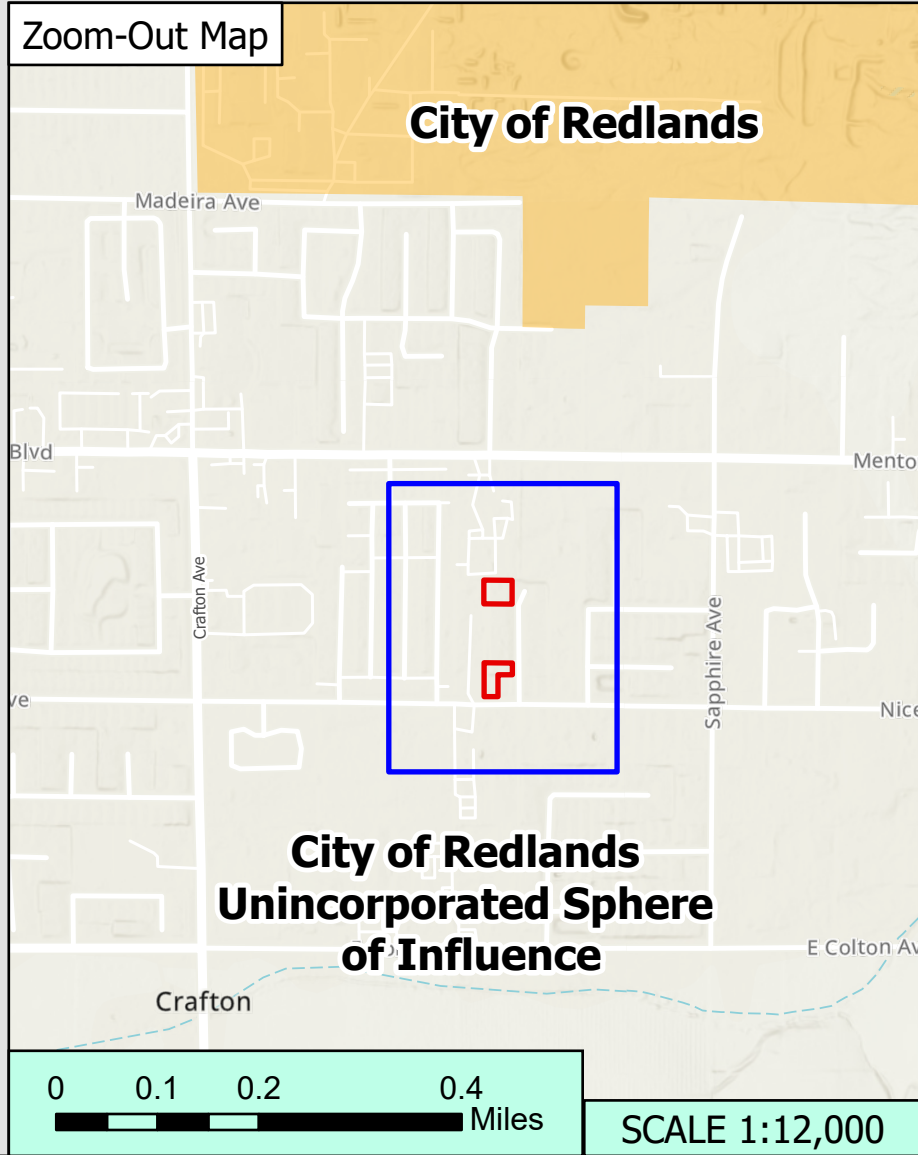 Zoom-Out Map
City of Redlands
Madeira Ave
Blvd
Mento
Crafton Ave
Sapphire Ave
ve
Nice
City of Redlands
Unincorporated Sphere
of Influence
E Colton Av
Crafton
0 0.1 0.2 0.4
Miles
SCALE 1:12,000